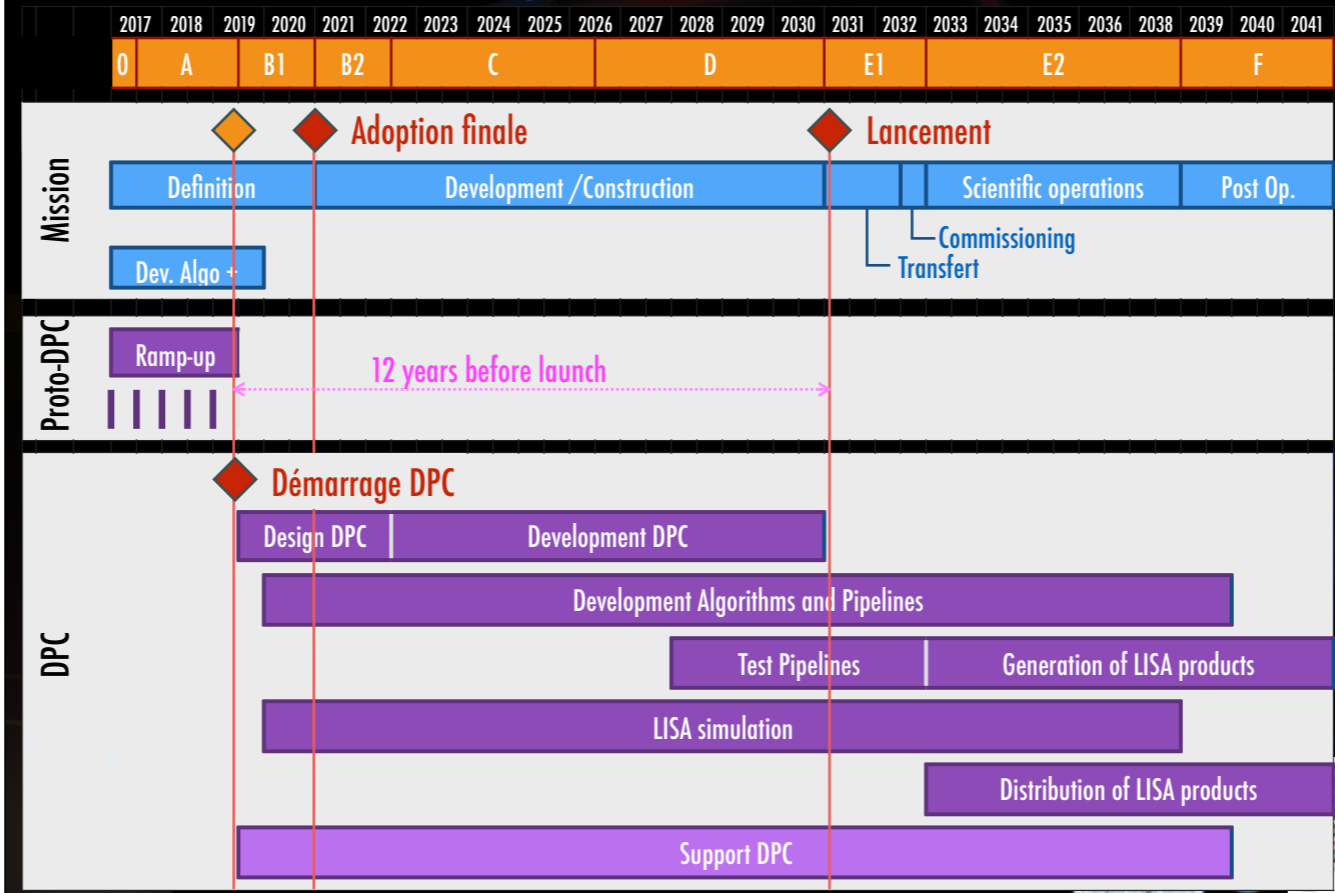 2017 2018 2019 2020 2021 2022 2023 2024 2025 2026 2027 2028 2029 2030 2031 2032 2033 2034 2035 2036 2038 2039 2040 2041
0 A B1 B2 C D E1 E2 F
Mission
Adoption finale
Lancement
Definition
Development /Construction
Scientific operations
Post Op.
Commissioning
Transfert
Dev. Algo +
Proto-DPC
Ramp-up
12 years before launch
DPC
Démarrage DPC
Design DPC
Development DPC
Development Algorithms and Pipelines
Test Pipelines
Generation of LISA products
LISA simulation
Distribution of LISA products
Support DPC